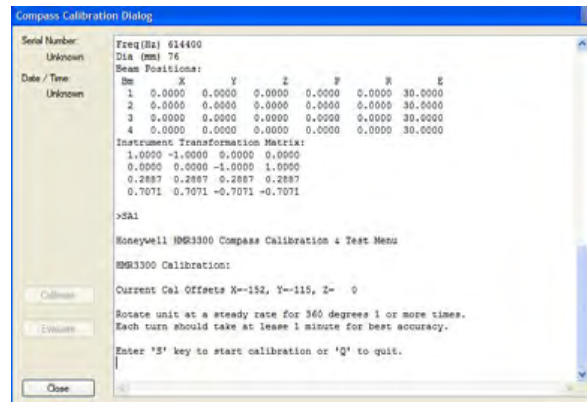 Compass Calibration Dialog
Serial Number:
Unknown
Date / Time:
Unknown
Freq(Hz) 614400
Dia (mm) 76
Beam Positions:
Bm X Y Z P R E
1 0.0000 0.0000 0.0000 0.0000 0.0000 30.0000
2 0.0000 0.0000 0.0000 0.0000 0.0000 30.0000
3 0.0000 0.0000 0.0000 0.0000 0.0000 30.0000
4 0.0000 0.0000 0.0000 0.0000 0.0000 30.0000
Instrument Transformation Matrix:
1.0000 -1.0000 0.0000 0.0000
0.0000 0.0000 -1.0000 1.0000
0.2887 0.2887 0.2887 0.2887
0.7071 0.7071 -0.7071 -0.7071
>SA1
Honeywell HMR3300 Compass Calibration & Test Menu
HMR3300 Calibration:
Current Cal Offsets X=-152, Y=-115, Z= 0
Rotate unit at a steady rate for 360 degrees 1 or more times.
Each turn should take at lease 1 minute for best accuracy.
Enter 'S' key to start calibration or 'Q' to quit.
Calibrate
Evaluate
Close